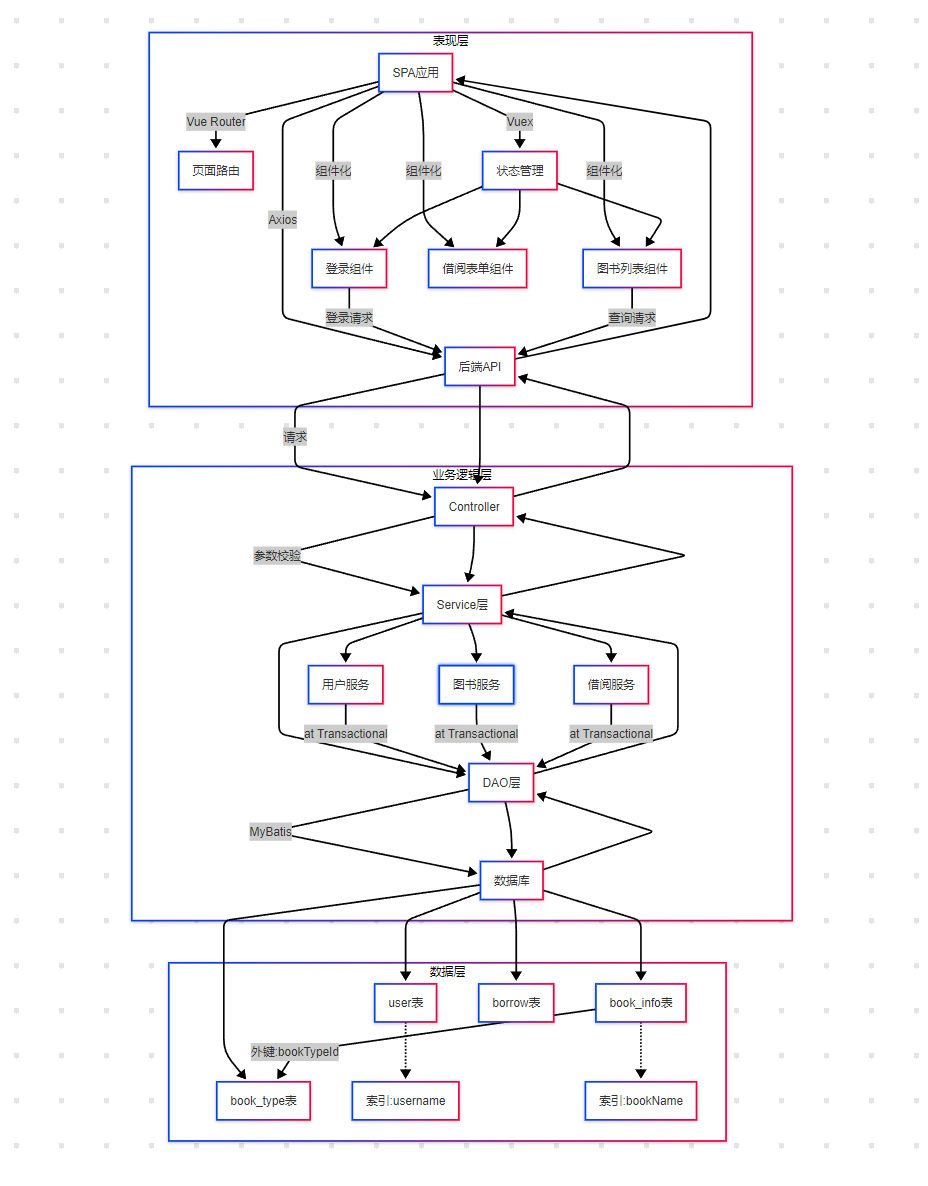 表现层
SPA应用
Vue Router
Vuex
页面路由
组件化
组件化
状态管理
组件化
Axios
登录组件
借阅表单组件
图书列表组件
登录请求
查询请求
后端API
请求
业务逻辑层
Controller
参数校验
Service层
用户服务
图书服务
借阅服务
at Transactional
at Transactional
at Transactional
DAO层
MyBatis
数据库
数据层
user表
borrow表
book_info表
外键:bookTypeId
book_type表
索引:username
索引:bookName